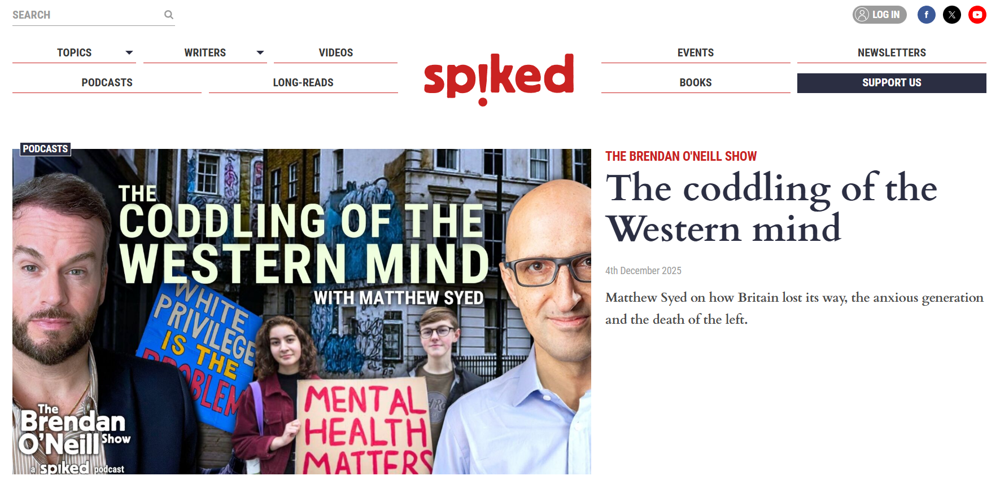 SEARCH
LOG IN
TOPICS
WRITERS
VIDEOS
EVENTS
NEWSLETTERS
PODCASTS
LONG-READS
spiked
BOOKS
SUPPORT US
PODCASTS
THE
CODDLING OF THE
WESTERN MIND
WITH MATTHEW SYED
WHITE
PRIVILEGE
IS THE
PROBLEM
MENTAL
HEALTH
MATTERS
The
Brendan
O'Neill Show
a spiked podcast
THE BRENDAN O'NEILL SHOW
The coddling of the
Western mind
4th December 2025
Matthew Syed on how Britain lost its way, the anxious generation
and the death of the left.